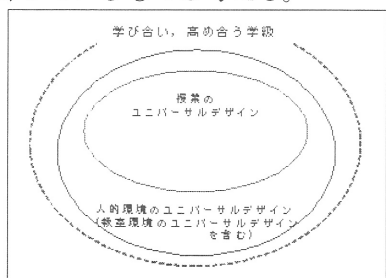 学び合い，高め合う学級
授業の
ユニバーサルデザイン
人的環境のユニバーサルデザイン
(教室環境のユニバーサルデザイン
を含む)